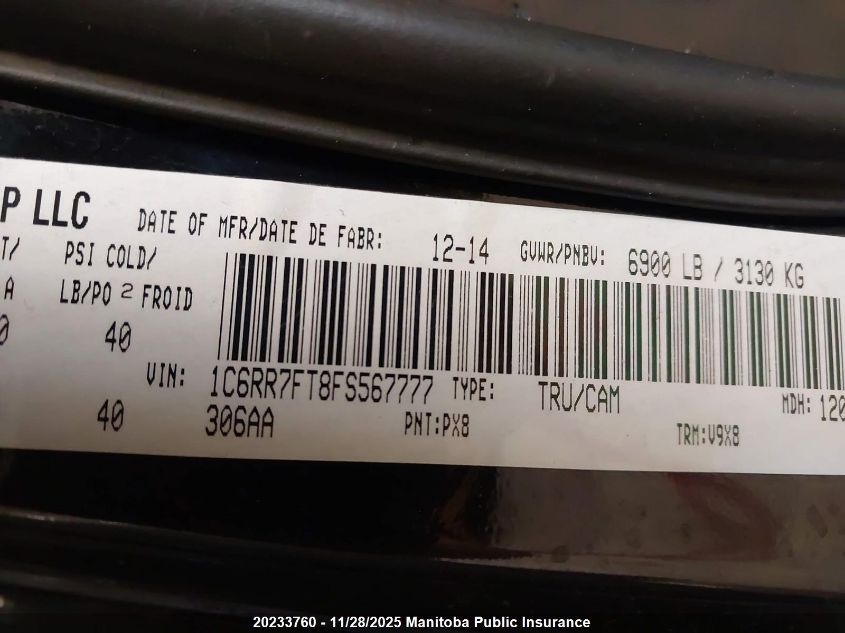 P LLC DATE OF MFR/DATE DE FABR: 12-14 GVWR/PNBV: 6900 LB / 3130 KG
T/ PSI COLD/
A LB/PO 2 FROID
0 40
VIN: 1C6RR7FT8FS567777 TYPE: TRU/CAM MDH: 120
40 306AA PNT:PX8 TRM:V9X8
20233760 - 11/28/2025 Manitoba Public Insurance